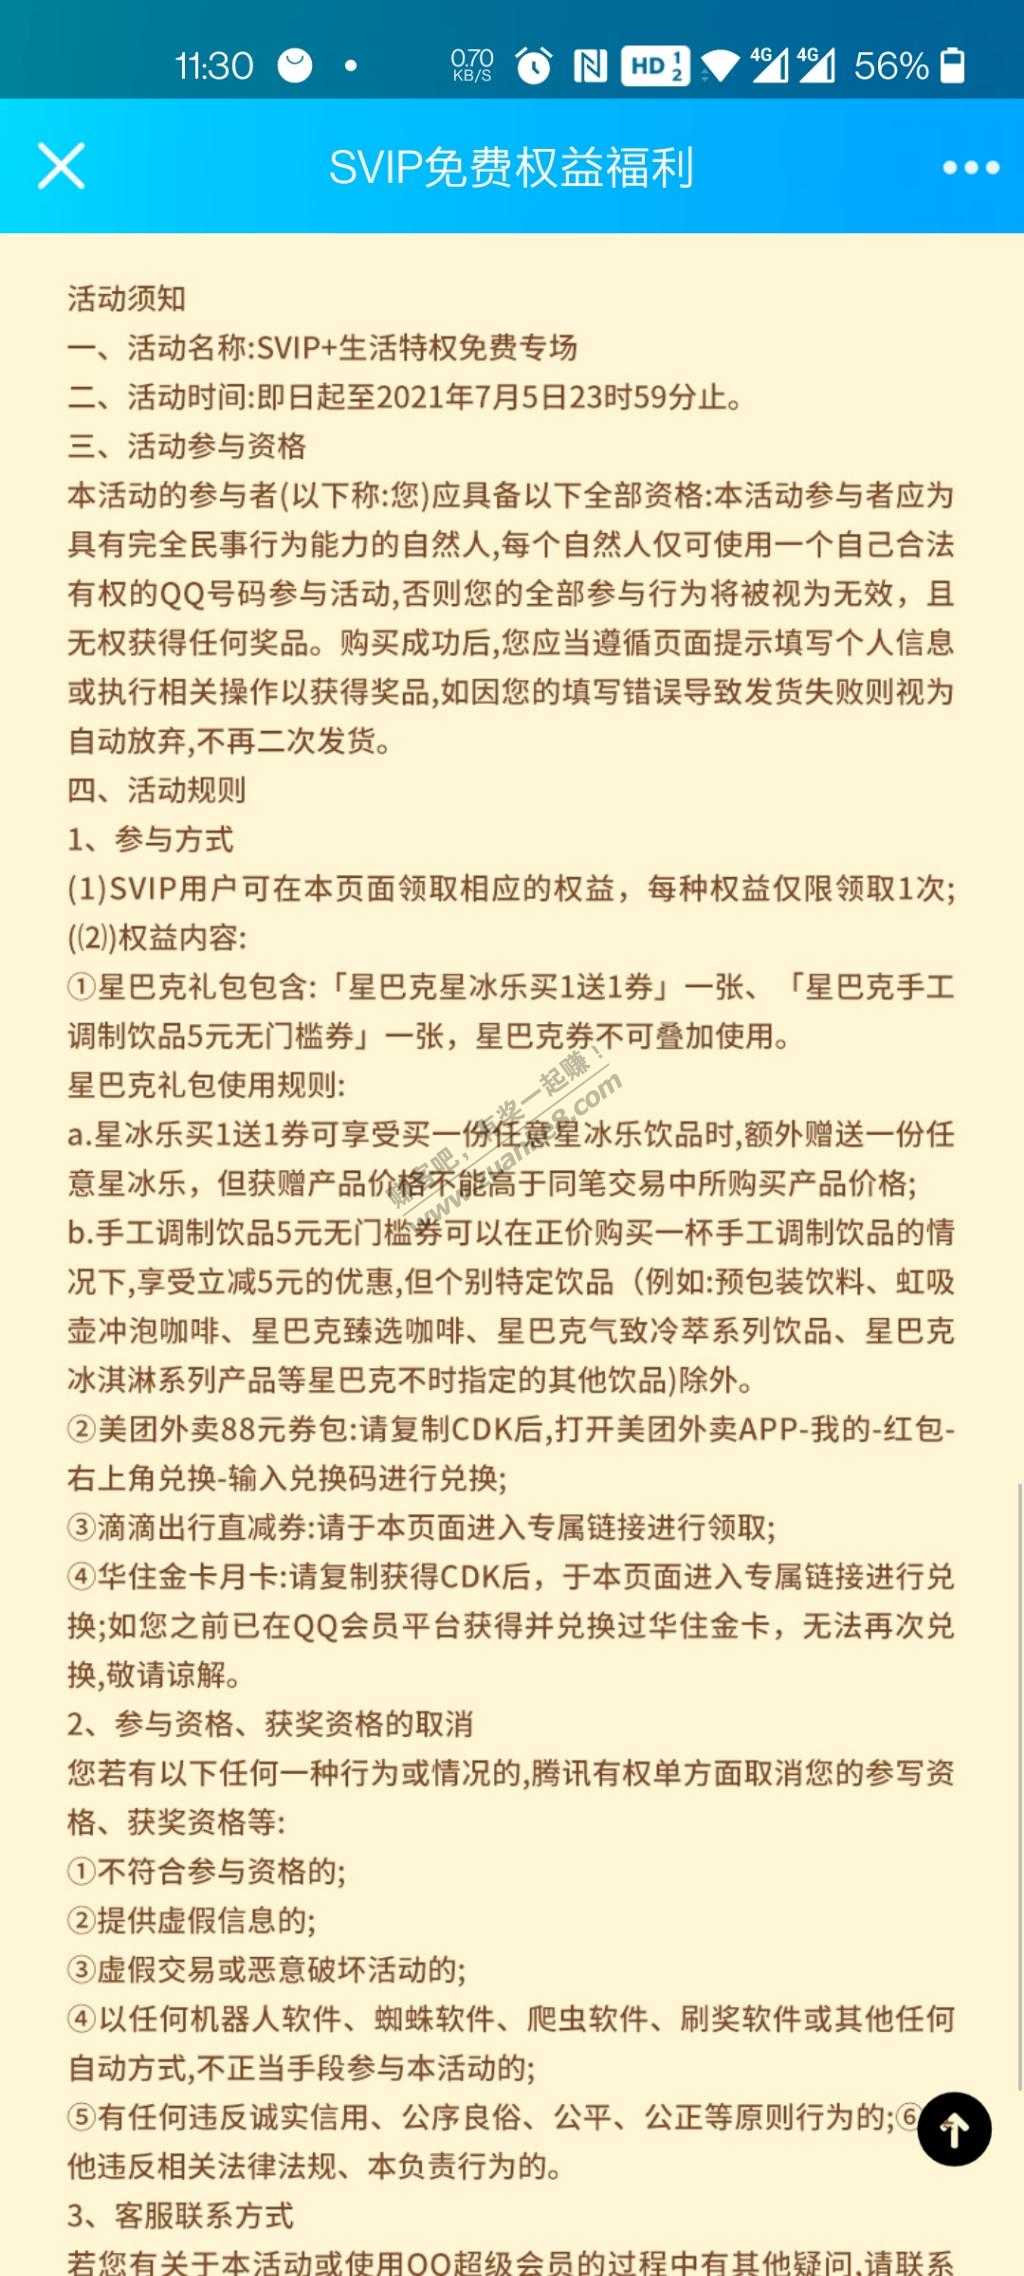 11:30
0.70
KB/S
HD 1
2
4G
4G
56%
SVIP免费权益福利
活动须知
一、活动名称:SVIP+生活特权免费专场
二、活动时间:即日起至2021年7月5日23时59分止。
三、活动参与资格
本活动的参与者(以下称:您)应具备以下全部资格:本活动参与者应为
具有完全民事行为能力的自然人,每个自然人仅可使用一个自己合法
有权的QQ号码参与活动,否则您的全部参与行为将被视为无效，且
无权获得任何奖品。购买成功后,您应当遵循页面提示填写个人信息
或执行相关操作以获得奖品,如因您的填写错误导致发货失败则视为
自动放弃,不再二次发货。
四、活动规则
1、参与方式
(1)SVIP用户可在本页面领取相应的权益，每种权益仅限领取1次;
((2))权益内容:
①星巴克礼包包含:「星巴克星冰乐买1送1券」一张、「星巴克手工
调制饮品5元无门槛券」一张，星巴克券不可叠加使用。
星巴克礼包使用规则:
a.星冰乐买1送1券可享受买一份任意星冰乐饮品时,额外赠送一份任
意星冰乐，但获赠产品价格不能高于同笔交易中所购买产品价格;
b.手工调制饮品5元无门槛券可以在正价购买一杯手工调制饮品的情
况下,享受立减5元的优惠,但个别特定饮品（例如:预包装饮料、虹吸
壶冲泡咖啡、星巴克臻选咖啡、星巴克气致冷萃系列饮品、星巴克
冰淇淋系列产品等星巴克不时指定的其他饮品)除外。
②美团外卖88元券包:请复制CDK后,打开美团外卖APP-我的-红包-
右上角兑换-输入兑换码进行兑换;
③滴滴出行直减券:请于本页面进入专属链接进行领取;
④华住金卡月卡:请复制获得CDK后，于本页面进入专属链接进行兑
换;如您之前已在QQ会员平台获得并兑换过华住金卡，无法再次兑
换,敬请谅解。
2、参与资格、获奖资格的取消
您若有以下任何一种行为或情况的,腾讯有权单方面取消您的参写资
格、获奖资格等:
①不符合参与资格的;
②提供虚假信息的;
③虚假交易或恶意破坏活动的;
④以任何机器人软件、蜘蛛软件、爬虫软件、刷奖软件或其他任何
自动方式,不正当手段参与本活动的;
⑤有任何违反诚实信用、公序良俗、公平、公正等原则行为的;⑥
他违反相关法律法规、本负责行为的。
3、客服联系方式
若您有关于本活动或使用QQ超级会员的过程中有其他疑问,请联系
赚客吧，有奖一起赚！
www.zuanke8.com